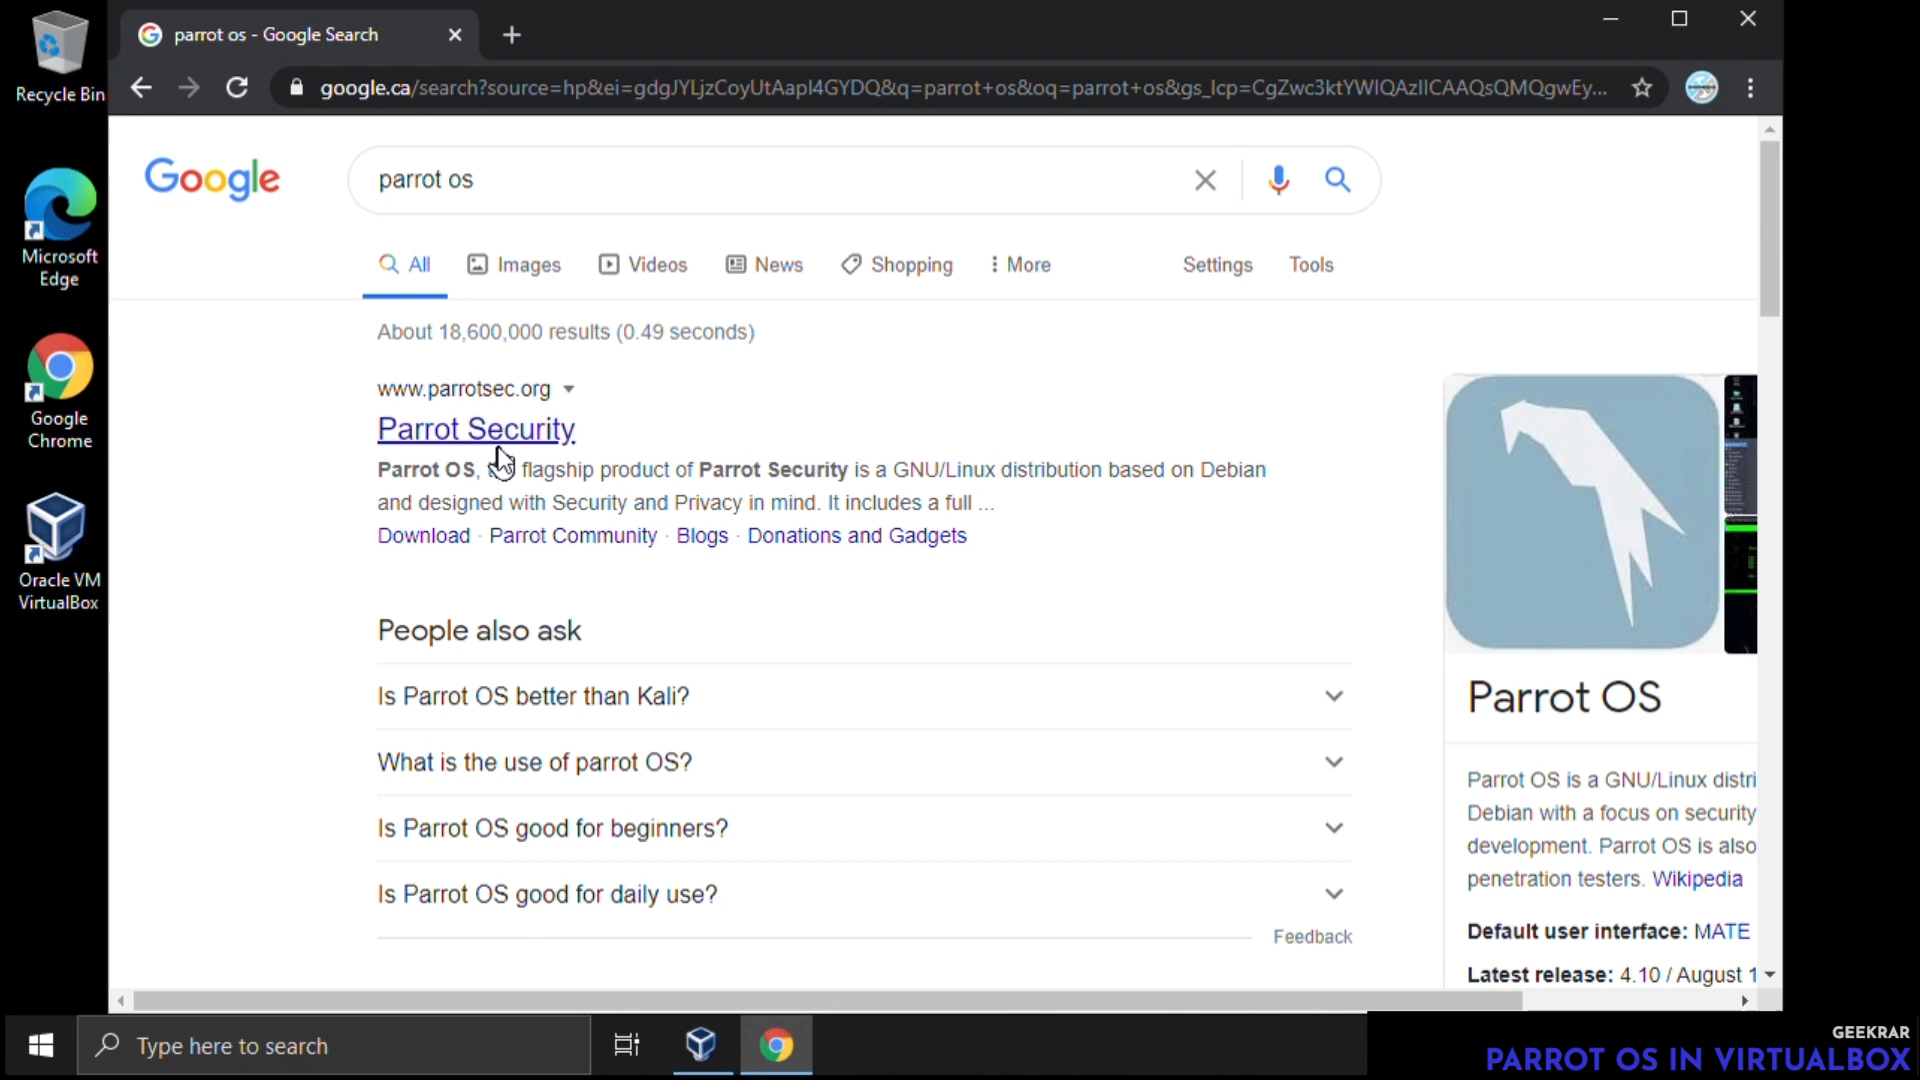 Recycle Bin
Microsoft
Edge
Google
Chrome
Oracle VM
VirtualBox
parrot os - Google Search
google.ca/search?source=hp&ei=gdgJYLjzCoyUtAapl4GYDQ&q=parrot+os&oq=parrot+os&gs_lcp=CgZwc3ktYWIQAzIICAAQsQMQgwEy...
Google
parrot os
All Images Videos News Shopping More Settings Tools
About 18,600,000 results (0.49 seconds)
www.parrotsec.org
Parrot Security
Parrot OS, flagship product of Parrot Security is a GNU/Linux distribution based on Debian
and designed with Security and Privacy in mind. It includes a full ...
Download · Parrot Community · Blogs · Donations and Gadgets
People also ask
Is Parrot OS better than Kali?
What is the use of parrot OS?
Is Parrot OS good for beginners?
Is Parrot OS good for daily use?
Feedback
Parrot OS
Parrot OS is a GNU/Linux distri
Debian with a focus on security
development. Parrot OS is also
penetration testers. Wikipedia
Default user interface: MATE
Latest release: 4.10 / August 1
Type here to search
GEEKRAR
PARROT OS IN VIRTUALBOX